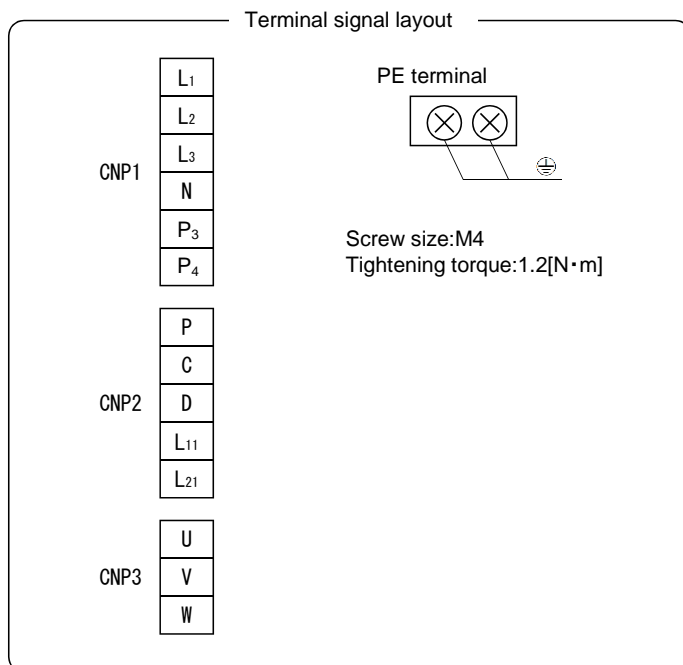 Terminal signal layout
CNP1
L1
L2
L3
N
P3
P4
CNP2
P
C
D
L11
L21
CNP3
U
V
W
PE terminal
Screw size:M4
Tightening torque:1.2[N・m]